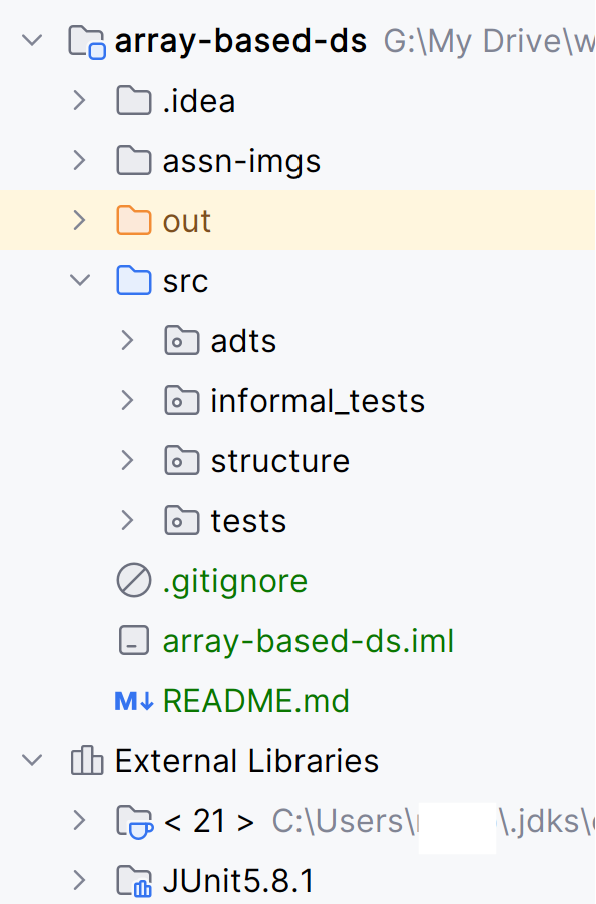 array-based-ds G:\My Drive\w
.idea
assn-imgs
out
src
adts
informal_tests
structure
tests
.gitignore
array-based-ds.iml
M↓ README.md
External Libraries
< 21 > C:\Users\ \.jdks\
JUnit5.8.1